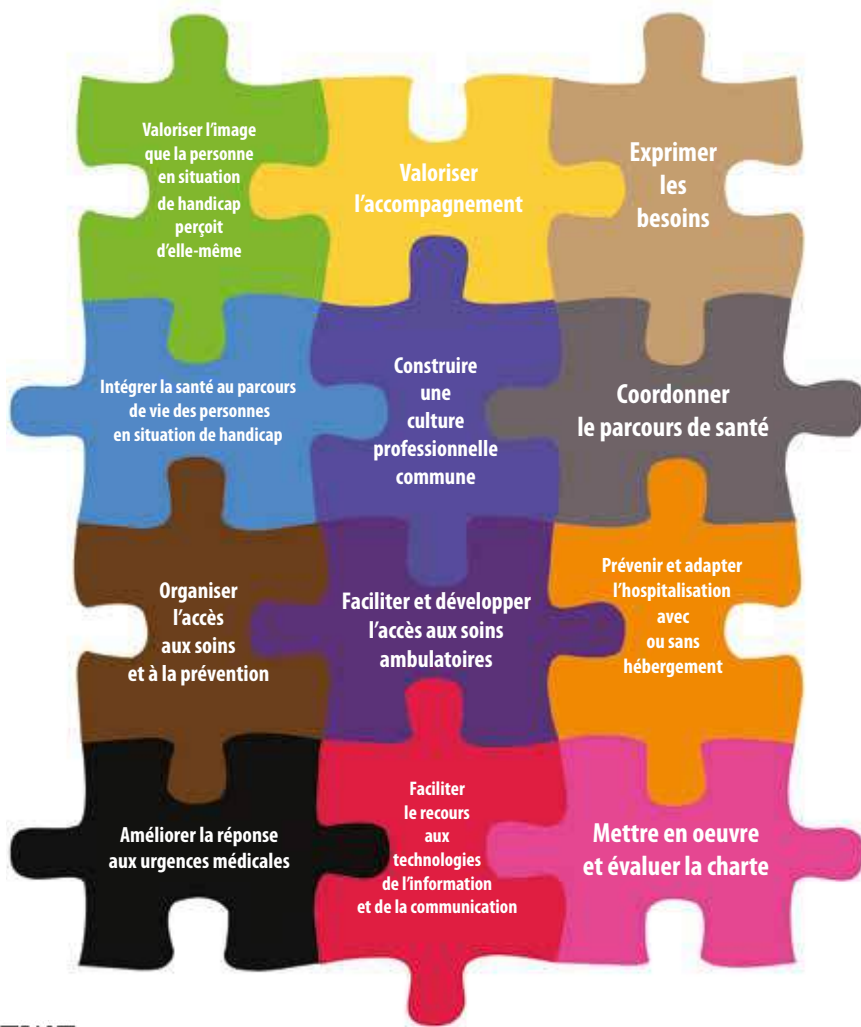 Valoriser l'image
que la personne
en situation
de handicap
perçoit
d'elle-même
Valoriser
l'accompagnement
Exprimer
les
besoins
Intégrer la santé au parcours
de vie des personnes
en situation de handicap
Construire
une
culture
professionnelle
commune
Coordonner
le parcours de santé
Organiser
l'accès
aux soins
et à la prévention
Faciliter et développer
l'accès aux soins
ambulatoires
Prévenir et adapter
l'hospitalisation
avec
ou sans
hébergement
Améliorer la réponse
aux urgences médicales
Faciliter
le recours
aux
technologies
de l'information
et de la communication
Mettre en oeuvre
et évaluer la charte